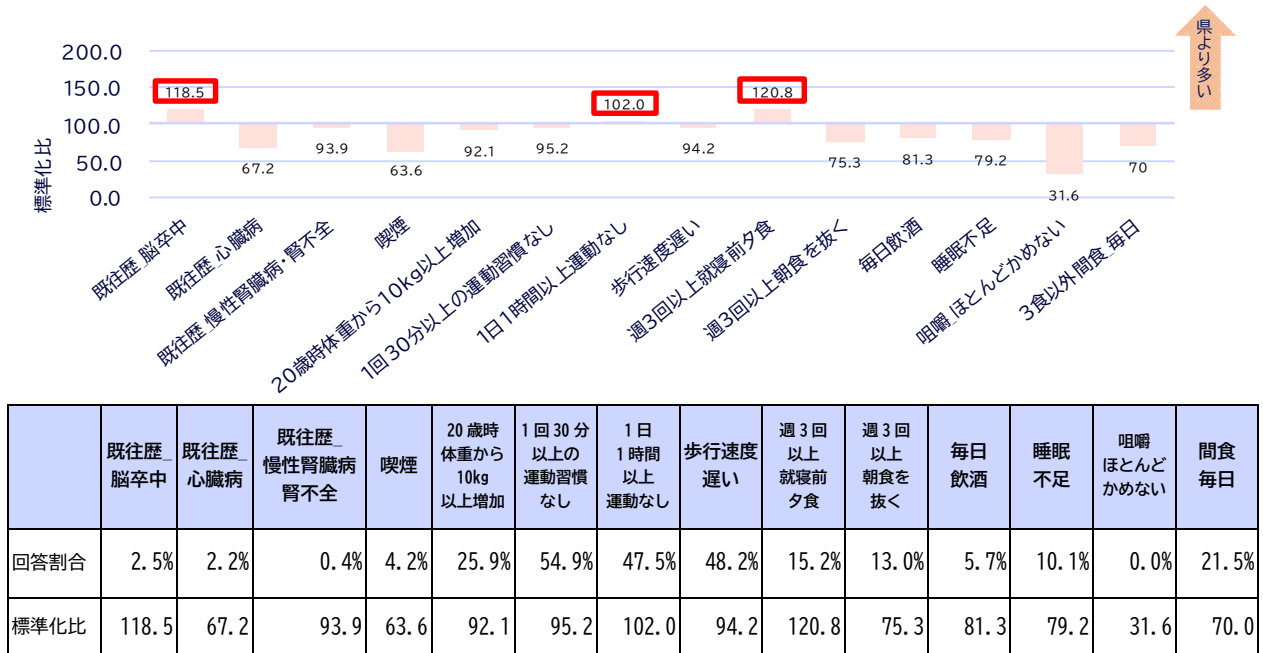 県より多い
200.0
150.0
100.0
50.0
0.0
標準化比
118.5
67.2
93.9
63.6
92.1
95.2
102.0
94.2
120.8
75.3
81.3
79.2
31.6
70
既往歴_脳卒中
既往歴_心臓病
既往歴_慢性腎臓病・腎不全
喫煙
20歳時体重から10kg以上増加
1回30分以上の運動習慣なし
1日1時間以上運動なし
歩行速度遅い
週3回以上就寝前夕食
週3回以上朝食を抜く
毎日飲酒
睡眠不足
咀嚼_ほとんどかめない
3食以外間食_毎日
既往歴_
脳卒中
既往歴_
心臓病
既往歴_
慢性腎臓病
腎不全
喫煙
20歳時
体重から
10kg
以上増加
1回30分
以上の
運動習慣
なし
1日
1時間
以上
運動なし
歩行速度
遅い
週3回
以上
就寝前
夕食
週3回
以上
朝食を
抜く
毎日
飲酒
睡眠
不足
咀嚼
ほとんど
かめない
間食
毎日
回答割合 2.5% 2.2% 0.4% 4.2% 25.9% 54.9% 47.5% 48.2% 15.2% 13.0% 5.7% 10.1% 0.0% 21.5%
標準化比 118.5 67.2 93.9 63.6 92.1 95.2 102.0 94.2 120.8 75.3 81.3 79.2 31.6 70.0